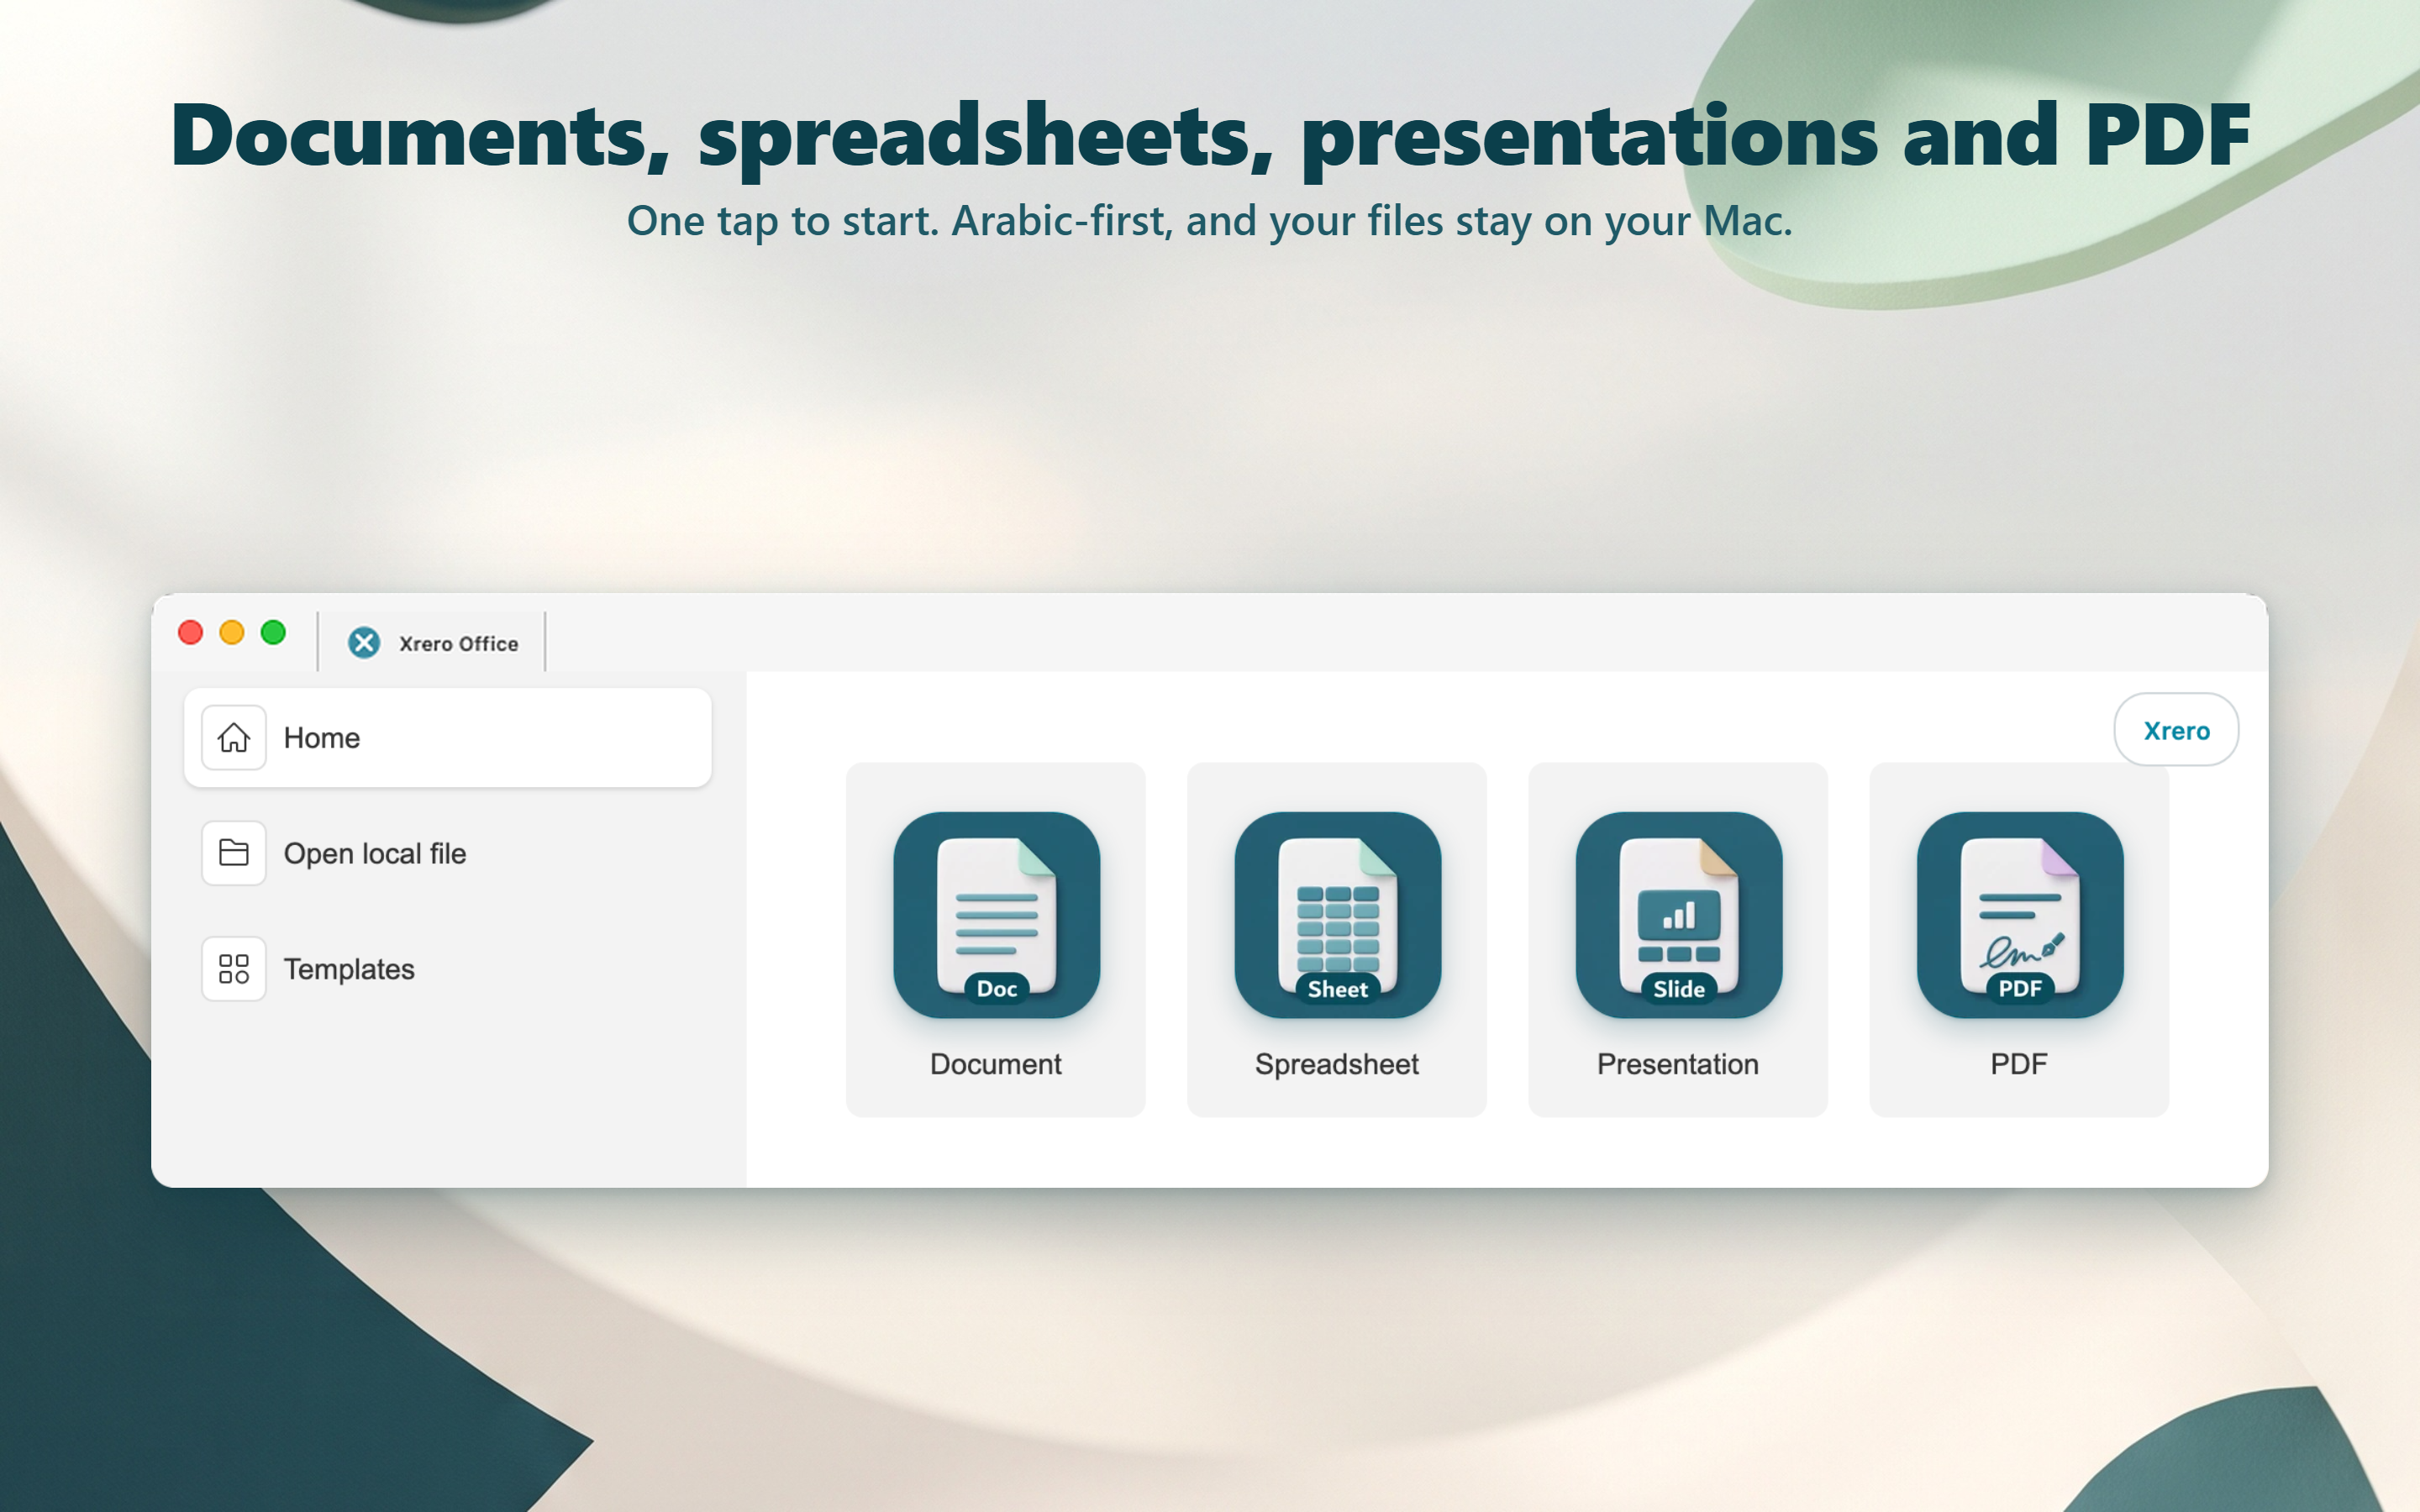 Documents, spreadsheets, presentations and PDF
One tap to start. Arabic-first, and your files stay on your Mac.
Xrero Office
Home
Open local file
Templates
Xrero
Doc
Document
Sheet
Spreadsheet
Slide
Presentation
PDF
PDF